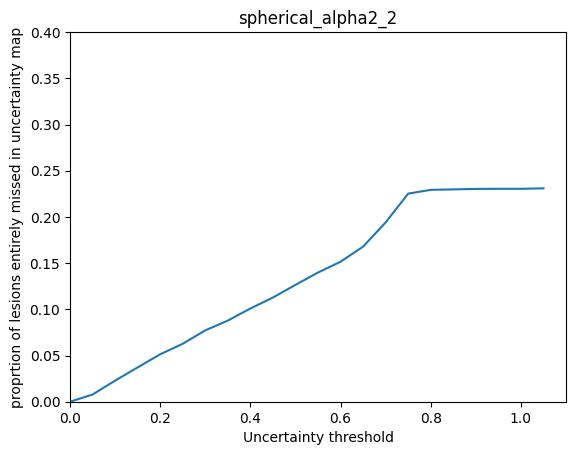 spherical_alpha2_2
proprtion of lesions entirely missed in uncertainty map
0.40
0.35
0.30
0.25
0.20
0.15
0.10
0.05
0.00
0.0 0.2 0.4 0.6 0.8 1.0
Uncertainty threshold